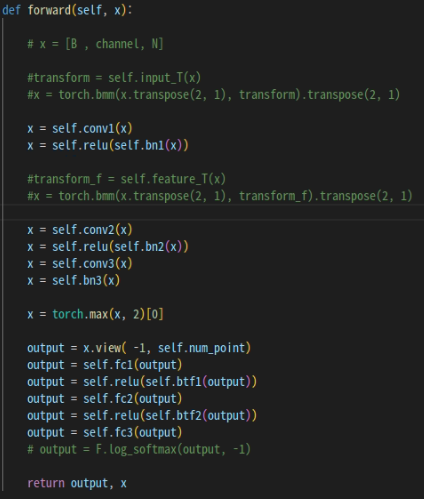 def forward(self, x):
# x = [B , channel, N]
#transform = self.input_T(x)
#x = torch.bmm(x.transpose(2, 1), transform).transpose(2, 1)
x = self.conv1(x)
x = self.relu(self.bn1(x))
#transform_f = self.feature_T(x)
#x = torch.bmm(x.transpose(2, 1), transform_f).transpose(2, 1)
x = self.conv2(x)
x = self.relu(self.bn2(x))
x = self.conv3(x)
x = self.bn3(x)
x = torch.max(x, 2)[0]
output = x.view( -1, self.num_point)
output = self.fc1(output)
output = self.relu(self.btf1(output))
output = self.fc2(output)
output = self.relu(self.btf2(output))
output = self.fc3(output)
# output = F.log_softmax(output, -1)
return output, x